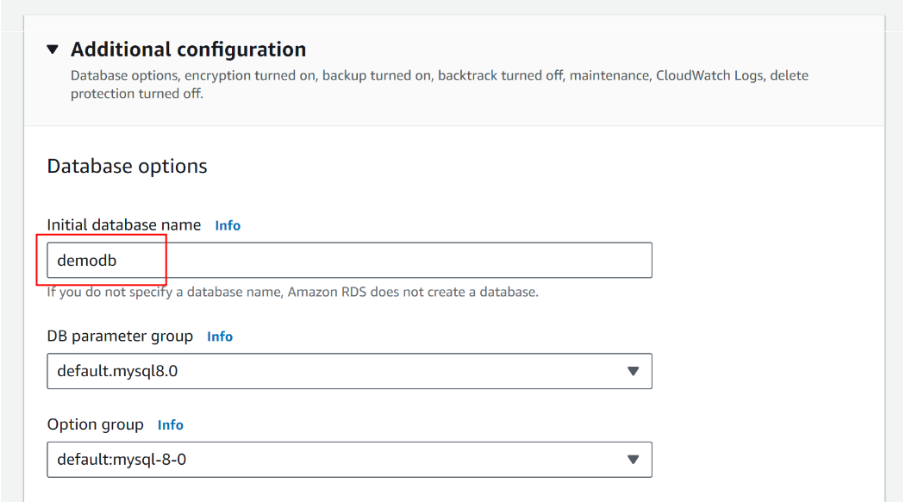 Additional configuration
Database options, encryption turned on, backup turned on, backtrack turned off, maintenance, CloudWatch Logs, delete
protection turned off.
Database options
Initial database name Info
demodb
If you do not specify a database name, Amazon RDS does not create a database.
DB parameter group Info
default.mysql8.0
Option group Info
default:mysql-8-0